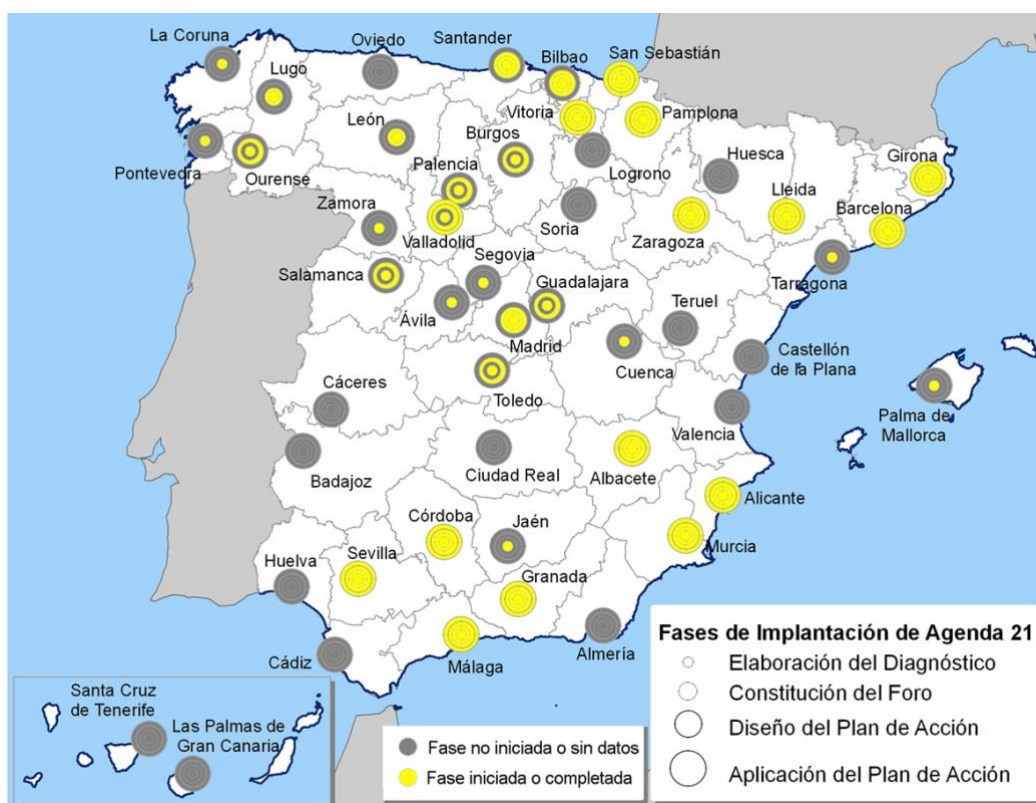 La Coruna
Oviedo
Santander
Bilbao
San Sebastián
Lugo
León
Vitoria
Pamplona
Burgos
Palencia
Pontevedra
Ourense
Logrono
Huesca
Girona
Lleida
Zamora
Valladolid
Soria
Zaragoza
Barcelona
Segovia
Salamanca
Guadalajara
Teruel
Tarragona
Ávila
Madrid
Cuenca
Castellón
de la Plana
Cáceres
Toledo
Palma de
Mallorca
Valencia
Badajoz
Ciudad Real
Albacete
Alicante
Córdoba
Jaén
Murcia
Huelva
Sevilla
Granada
Cádiz
Málaga
Almería
Santa Cruz
de Tenerife
Las Palmas de
Gran Canaria
Fase no iniciada o sin datos
Fase iniciada o completada
Fases de Implantación de Agenda 21
Elaboración del Diagnóstico
Constitución del Foro
Diseño del Plan de Acción
Aplicación del Plan de Acción